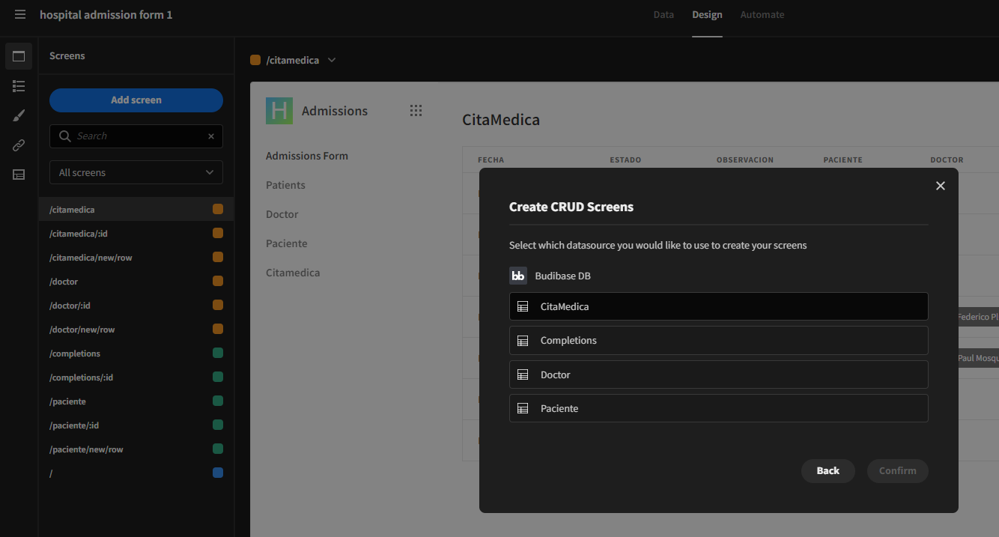 hospital admission form 1
Data Design Automate
Screens
Add screen
Search
All screens
/citamedica
/citamedica/:id
/citamedica/new/row
/doctor
/doctor/:id
/doctor/new/row
/completions
/completions/:id
/paciente
/paciente/:id
/paciente/new/row
/
/citamedica
H Admissions
Admissions Form
Patients
Doctor
Paciente
Citamedica
CitaMedica
FECHA ESTADO OBSERVACION PACIENTE DOCTOR
Create CRUD Screens
Select which datasource you would like to use to create your screens
bb Budibase DB
CitaMedica
Completions
Doctor
Paciente
Back Confirm
Federico Pl
Paul Mosqu